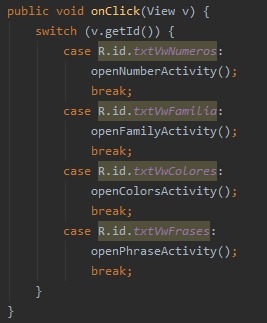 public void onClick(View v) {
    switch (v.getId()) {
        case R.id.txtVwNumeros:
            openNumberActivity();
            break;
        case R.id.txtVwFamilia:
            openFamilyActivity();
            break;
        case R.id.txtVwColores:
            openColorsActivity();
            break;
        case R.id.txtVwFrases:
            openPhraseActivity();
            break;
    }
}